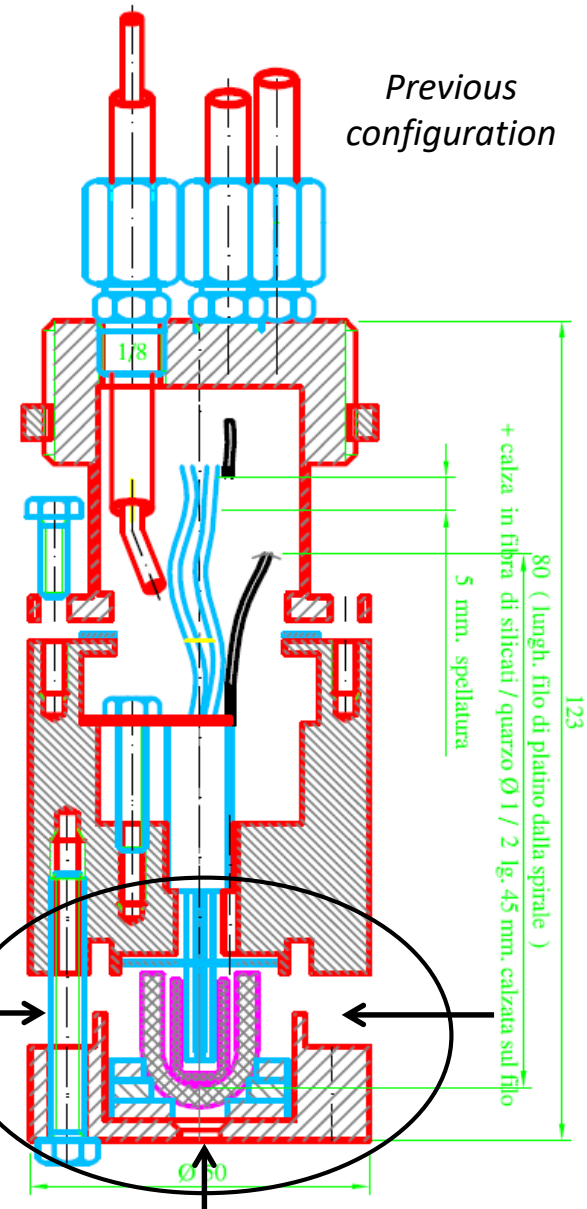 Previous
configuration
1/8
123
80 ( lungh. filo di platino dalla spirale )
+ calza in fibra di silicati / quarzo Ø 1 / 2 lg. 45 mm. calzata sul filo
5 mm. spellatura
Ø